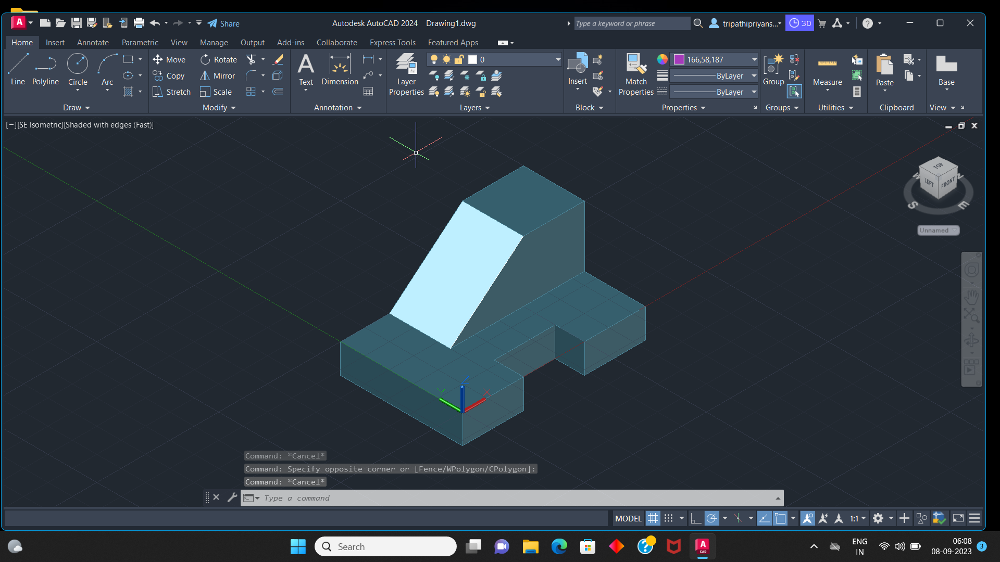 A
Share
Autodesk AutoCAD 2024 Drawing1.dwg
Type a keyword or phrase
tripathipriyans...
30
Home Insert Annotate Parametric View Manage Output Add-ins Collaborate Express Tools Featured Apps
Line Polyline Circle Arc
Draw
Move Rotate
Copy Mirror
Stretch Scale
Modify
Text Dimension
Annotation
Layer
Properties
0
Layers
Insert
Block
Match
Properties
166,58,187
ByLayer
ByLayer
Properties
Group
Groups
Measure
Utilities
Paste
Clipboard
Base
View
[−][SE Isometric][Shaded with edges (Fast)]
TOP
LEFT FRONT
W N
S E
Unnamed
Z
Y X
Command: *Cancel*
Command: Specify opposite corner or [Fence/WPolygon/CPolygon]:
Command: *Cancel*
Type a command
MODEL 1:1
Search
A
CAD
ENG
IN
06:08
08-09-2023
3